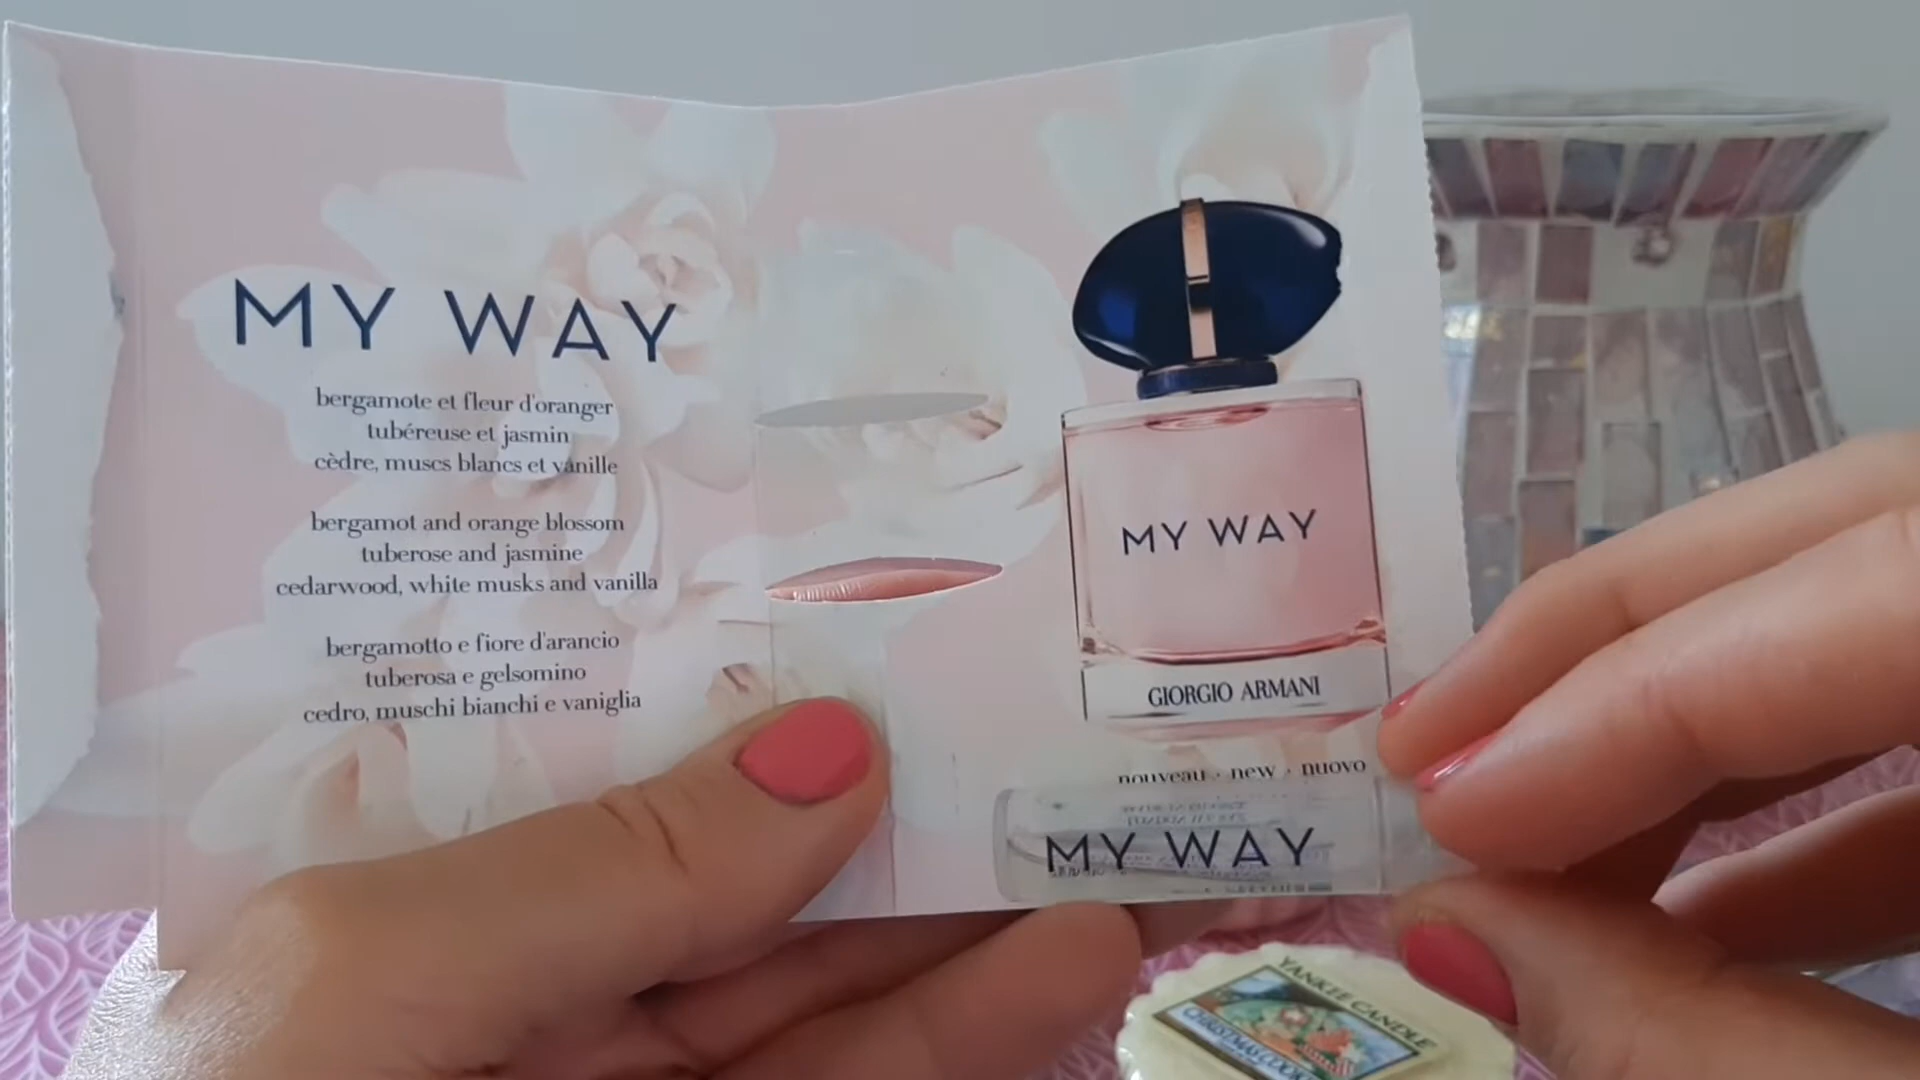 MY WAY
bergamote et fleur d'oranger
tubéreuse et jasmin
cèdre, muscs blancs et vanille
bergamot and orange blossom
tuberose and jasmine
cedarwood, white musks and vanilla
bergamotto e fiore d'arancio
tuberosa e gelsomino
cedro, muschi bianchi e vaniglia
MY WAY
GIORGIO ARMANI
nouveau · new · nuovo
MY WAY
YANKEE CANDLE
CHRISTMAS COOKIE